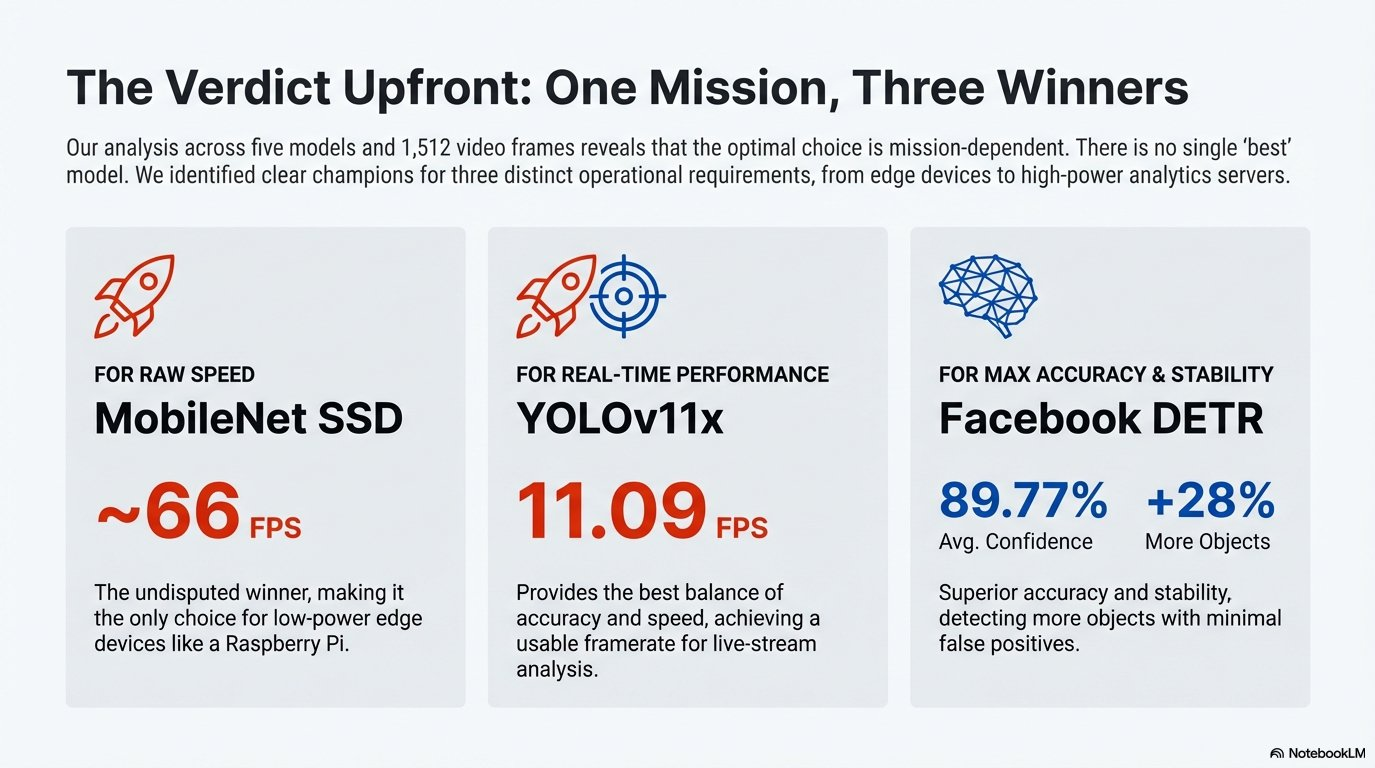 The Verdict Upfront: One Mission, Three Winners
Our analysis across five models and 1,512 video frames reveals that the optimal choice is mission-dependent. There is no single ‘best’
model. We identified clear champions for three distinct operational requirements, from edge devices to high-power analytics servers.
FOR RAW SPEED
MobileNet SSD
~66 FPS
The undisputed winner, making it
the only choice for low-power edge
devices like a Raspberry Pi.
FOR REAL-TIME PERFORMANCE
YOLOv11x
11.09 FPS
Provides the best balance of
accuracy and speed, achieving a
usable framerate for live-stream
analysis.
FOR MAX ACCURACY & STABILITY
Facebook DETR
89.77% +28%
Avg. Confidence More Objects
Superior accuracy and stability,
detecting more objects with minimal
false positives.
NotebookLM